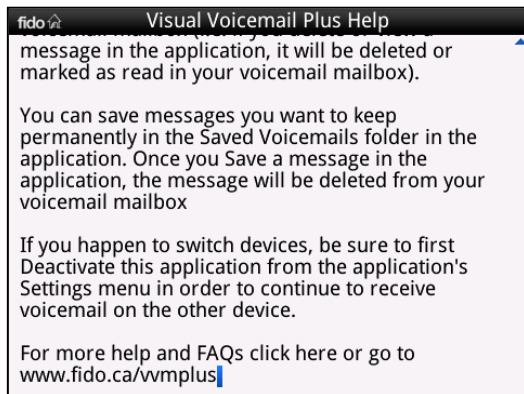 fido
Visual Voicemail Plus Help
message in the application, it will be deleted or
marked as read in your voicemail mailbox).
You can save messages you want to keep
permanently in the Saved Voicemails folder in the
application. Once you Save a message in the
application, the message will be deleted from your
voicemail mailbox
If you happen to switch devices, be sure to first
Deactivate this application from the application's
Settings menu in order to continue to receive
voicemail on the other device.
For more help and FAQs click here or go to
www.fido.ca/vvmplus